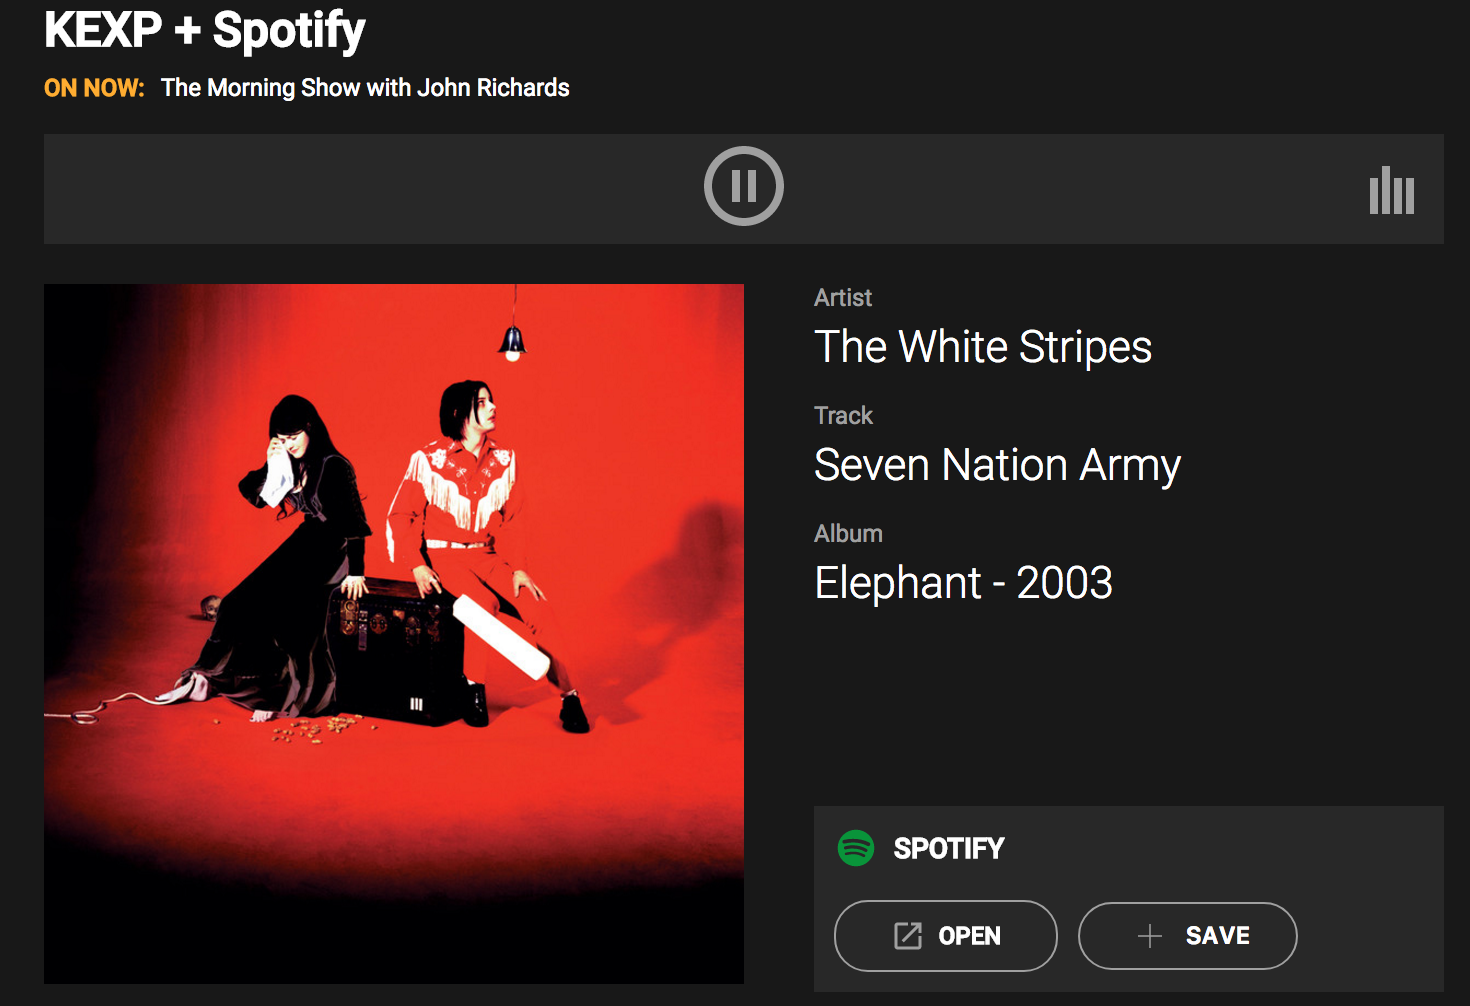 KEXP + Spotify
ON NOW: The Morning Show with John Richards
Artist
The White Stripes
Track
Seven Nation Army
Album
Elephant - 2003
SPOTIFY
OPEN
SAVE